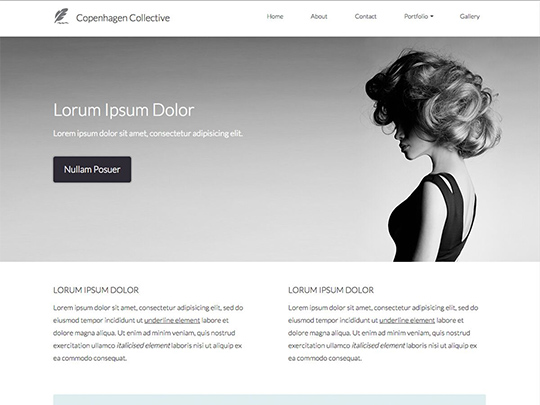 Copenhagen Collective
Home About Contact Portfolio Gallery
Lorum Ipsum Dolor
Lorem ipsum dolor sit amet, consectetur adipisicing elit.
Nullam Posuer
LORUM IPSUM DOLOR
Lorem ipsum dolor sit amet, consectetur adipisicing elit, sed do
eiusmod tempor incididunt ut underline element labore et
dolore magna aliqua. Ut enim ad minim veniam, quis nostrud
exercitation ullamco italicised element laboris nisi ut aliquip ex
ea commodo consequat.
LORUM IPSUM DOLOR
Lorem ipsum dolor sit amet, consectetur adipisicing elit, sed do
eiusmod tempor incididunt ut underline element labore et
dolore magna aliqua. Ut enim ad minim veniam, quis nostrud
exercitation ullamco italicised element laboris nisi ut aliquip ex
ea commodo consequat.